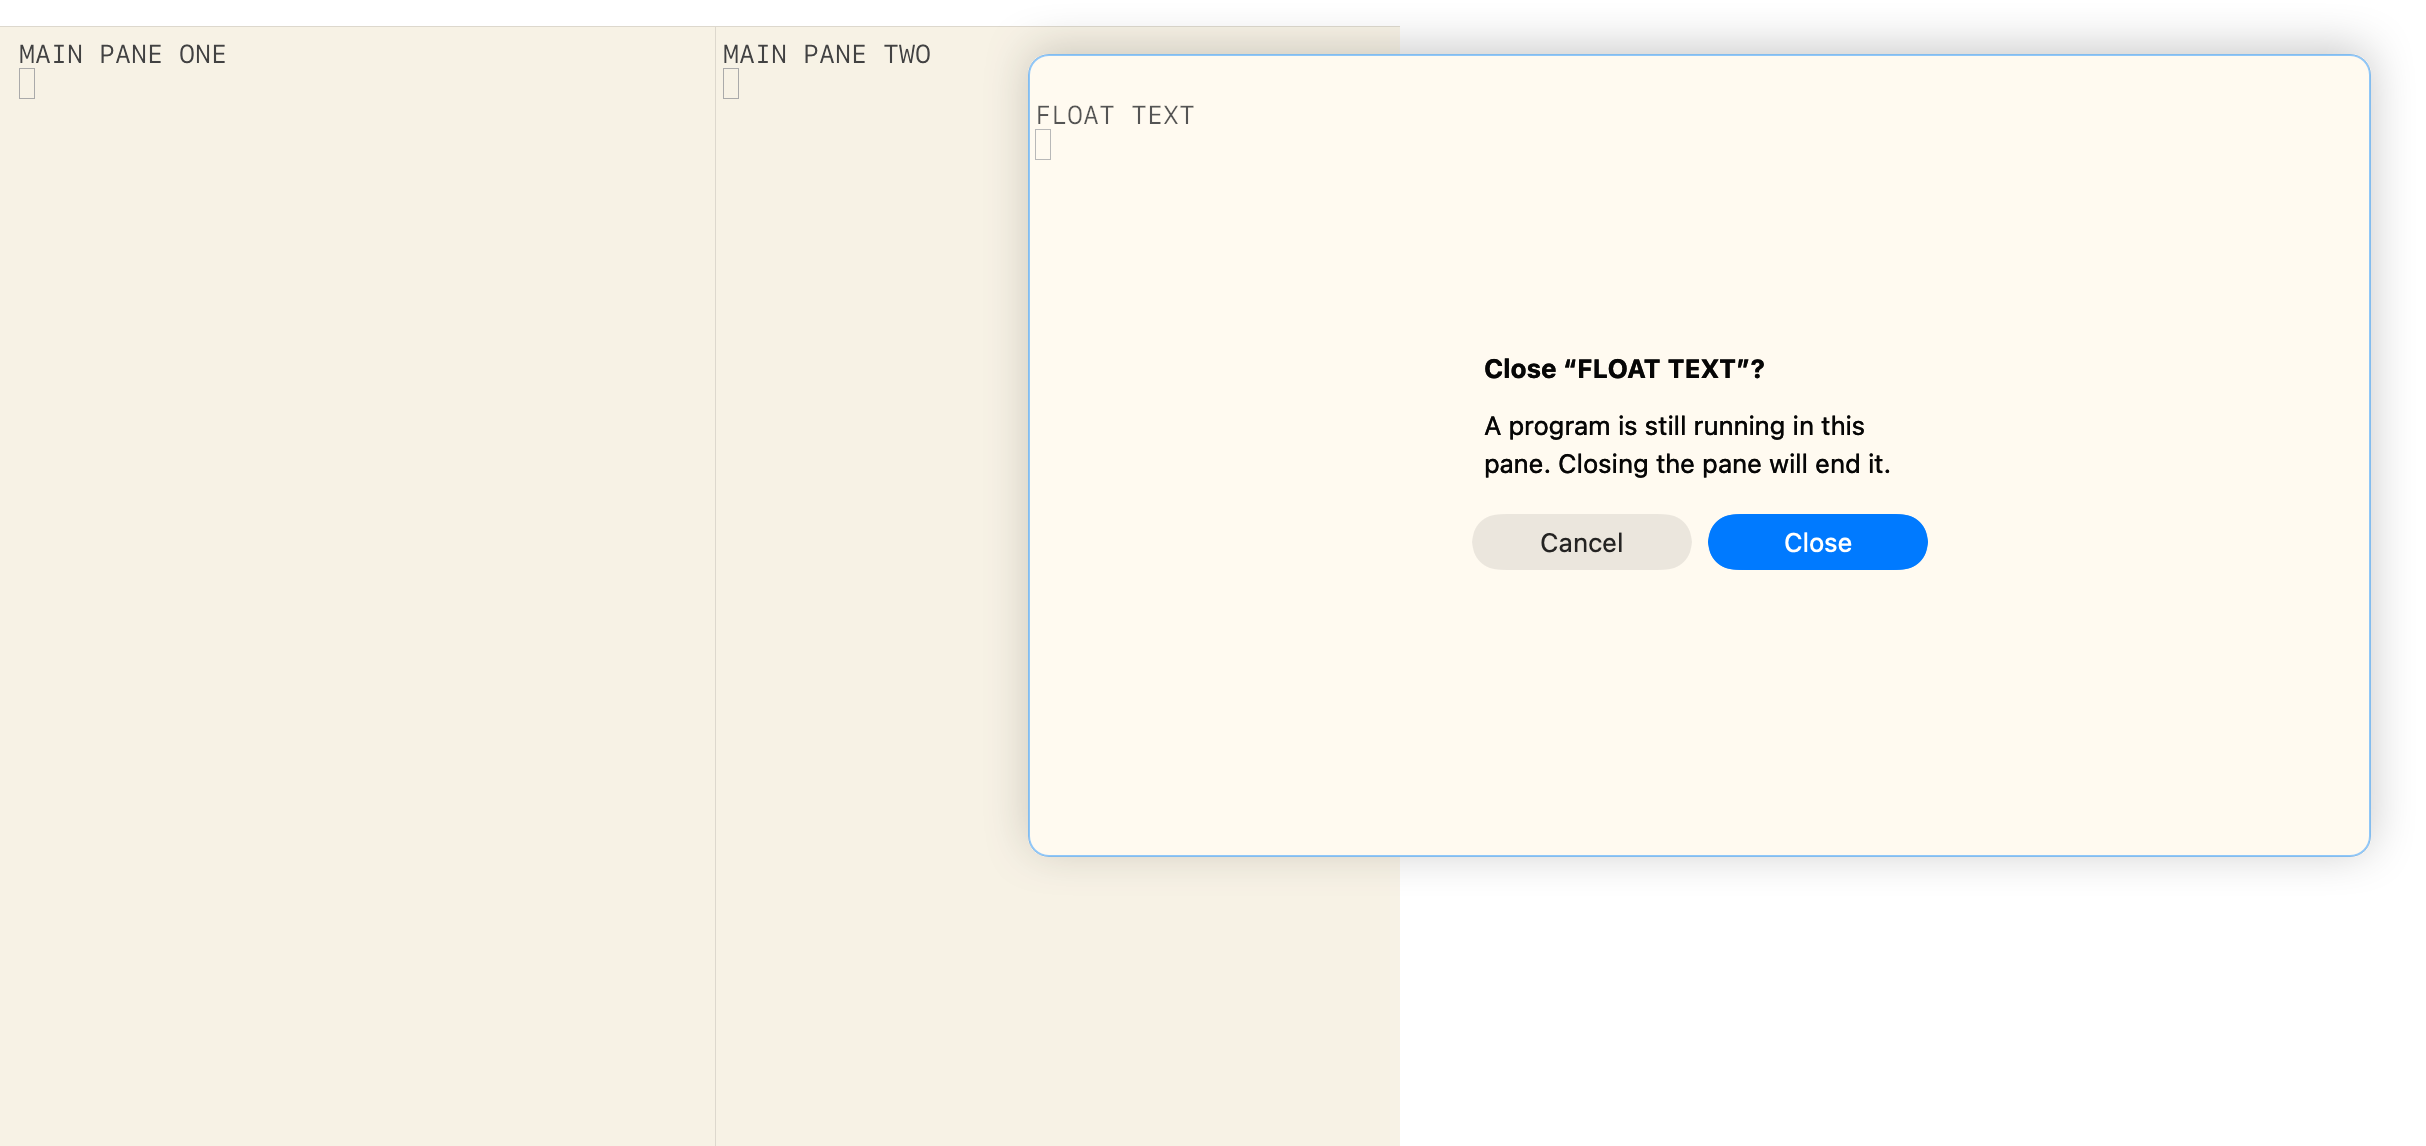 MAIN PANE ONE
MAIN PANE TWO
FLOAT TEXT
Close “FLOAT TEXT”?
A program is still running in this
pane. Closing the pane will end it.
Cancel
Close